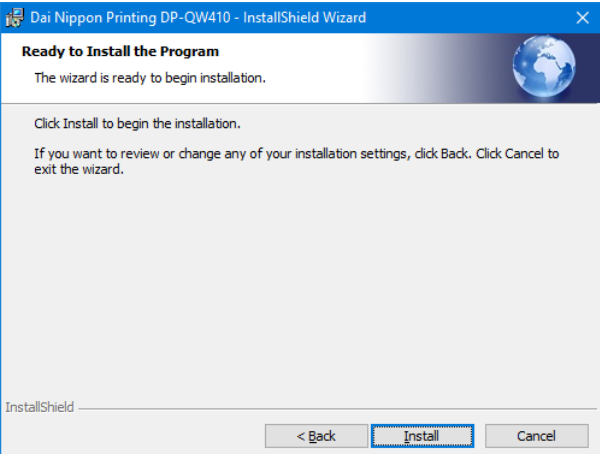 Dai Nippon Printing DP-QW410 - InstallShield Wizard
Ready to Install the Program
The wizard is ready to begin installation.
Click Install to begin the installation.
If you want to review or change any of your installation settings, click Back. Click Cancel to
exit the wizard.
InstallShield
< Back
Install
Cancel